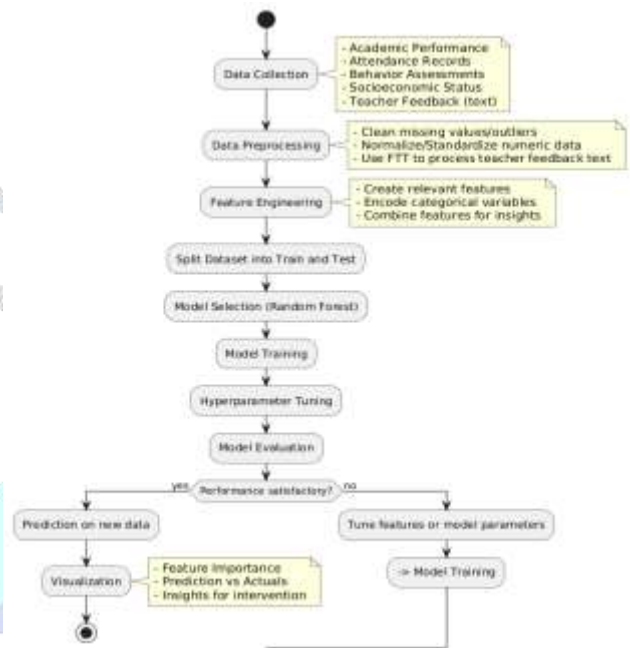 Data Collection
- Academic Performance
- Attendance Records
- Behavior Assessments
- Socioeconomic Status
- Teacher Feedback (text)
Data Preprocessing
- Clean missing values/outliers
- Normalize/Standardize numeric data
- Use FTT to process teacher feedback text
Feature Engineering
- Create relevant features
- Encode categorical variables
- Combine features for insights
Split Dataset into Train and Test
Model Selection (Random Forest)
Model Training
Hyperparameter Tuning
Model Evaluation
yes
Performance satisfactory?
no
Prediction on new data
Tune features or model parameters
Visualization
- Feature Importance
- Prediction vs Actuals
- Insights for intervention
-> Model Training